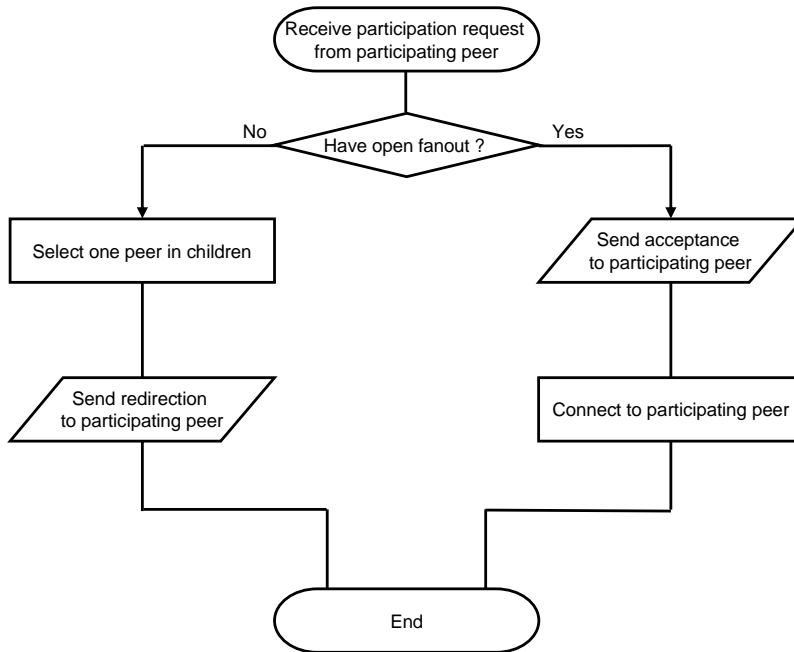 Receive participation request
from participating peer
No
Have open fanout ?
Yes
Select one peer in children
Send acceptance
to participating peer
Send redirection
to participating peer
Connect to participating peer
End